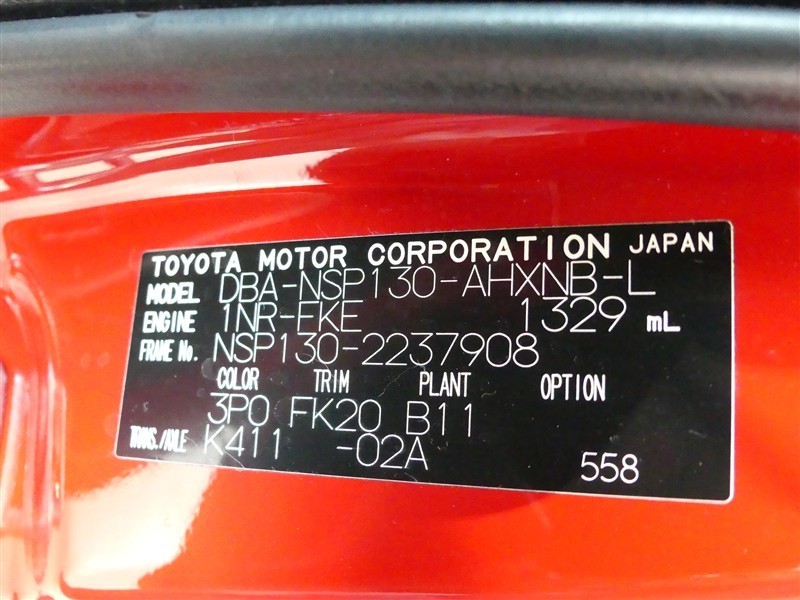 TOYOTA MOTOR CORPORATION JAPAN
MODEL DBA-NSP130-AHXNB-L
ENGINE 1NR-FKE 1329 mL
FRAME No. NSP130-2237908
COLOR TRIM PLANT OPTION
3P0 FK20 B11
TRANS./AXLE K411 -02A
558